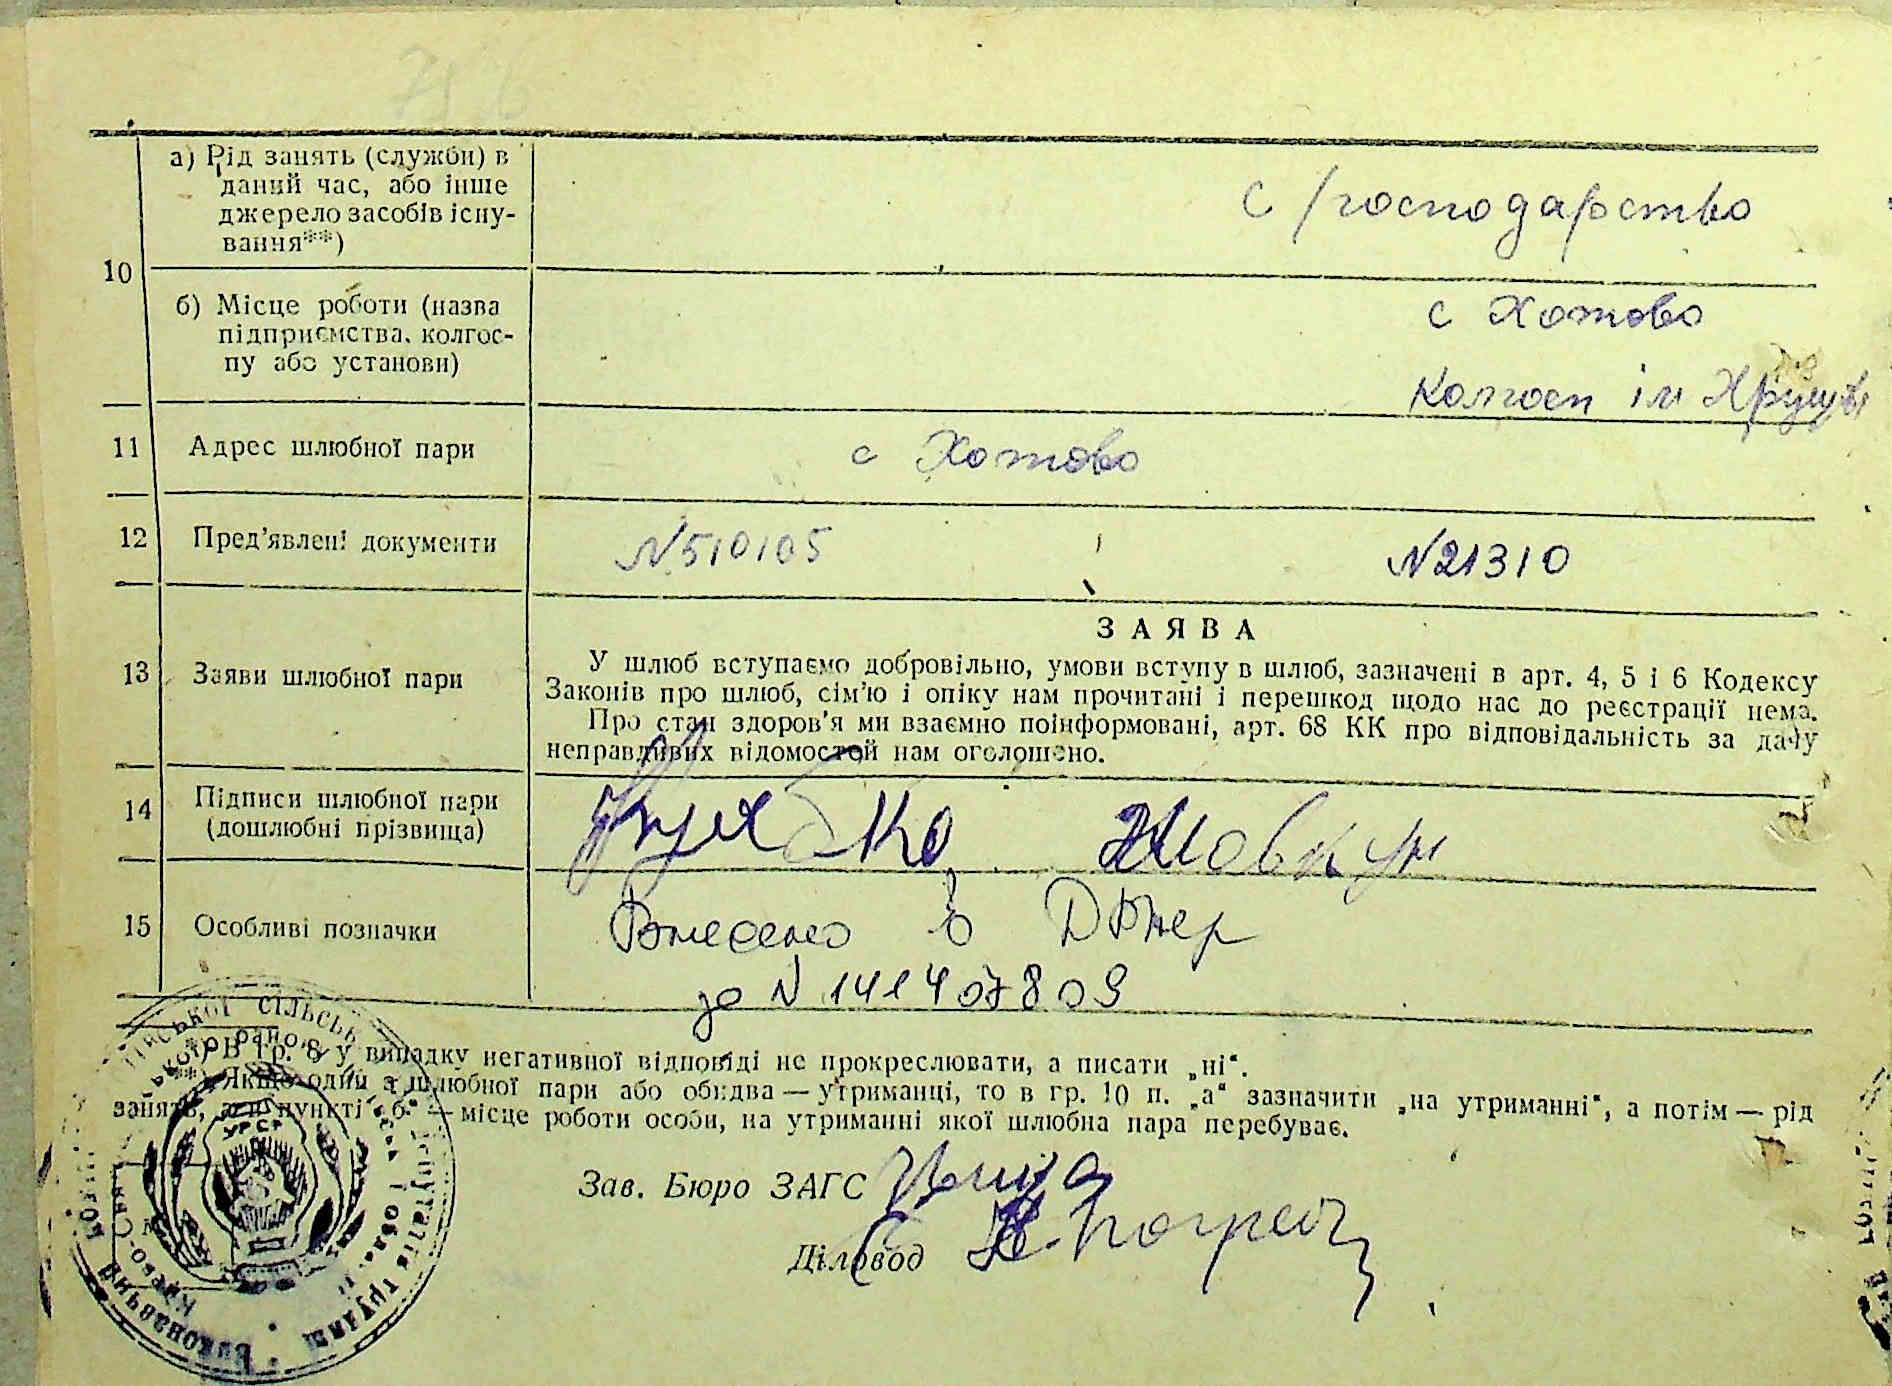 а) Рід занять (служби) в
даний час, або інше
джерело засобів існу-
вання**)
с/господарство
10
б) Місце роботи (назва
підприємства, колгос-
пу або установи)
с Хотово
Колгосп ім Хрущова
11 Адрес шлюбної пари с Хотово
12 Пред'явлені документи N510105 N21310
ЗАЯВА
13 Заяви шлюбної пари
У шлюб вступаємо добровільно, умови вступу в шлюб, зазначені в арт. 4, 5 і 6 Кодексу
Законів про шлюб, сім'ю і опіку нам прочитані і перешкод щодо нас до реєстрації нема.
Про стан здоров'я ми взаємно поінформовані, арт. 68 КК про відповідальність за дачу
неправдивих відомостей нам оголошено.
14 Підписи шлюбної пари
(дошлюбні прізвища)
Шовкун
15 Особливі позначки Внесено в
за N 141407809
*) В гр. 8 у випадку негативної відповіді не прокреслювати, а писати „ні“.
**) Якщо один з шлюбної пари або обидва — утриманці, то в гр. 10 п. „а“ зазначити „на утриманні“, а потім — рід
занять, а в пункті „б“ — місце роботи особи, на утриманні якої шлюбна пара перебуває.
Зав. Бюро ЗАГС
Діловод
УРСР